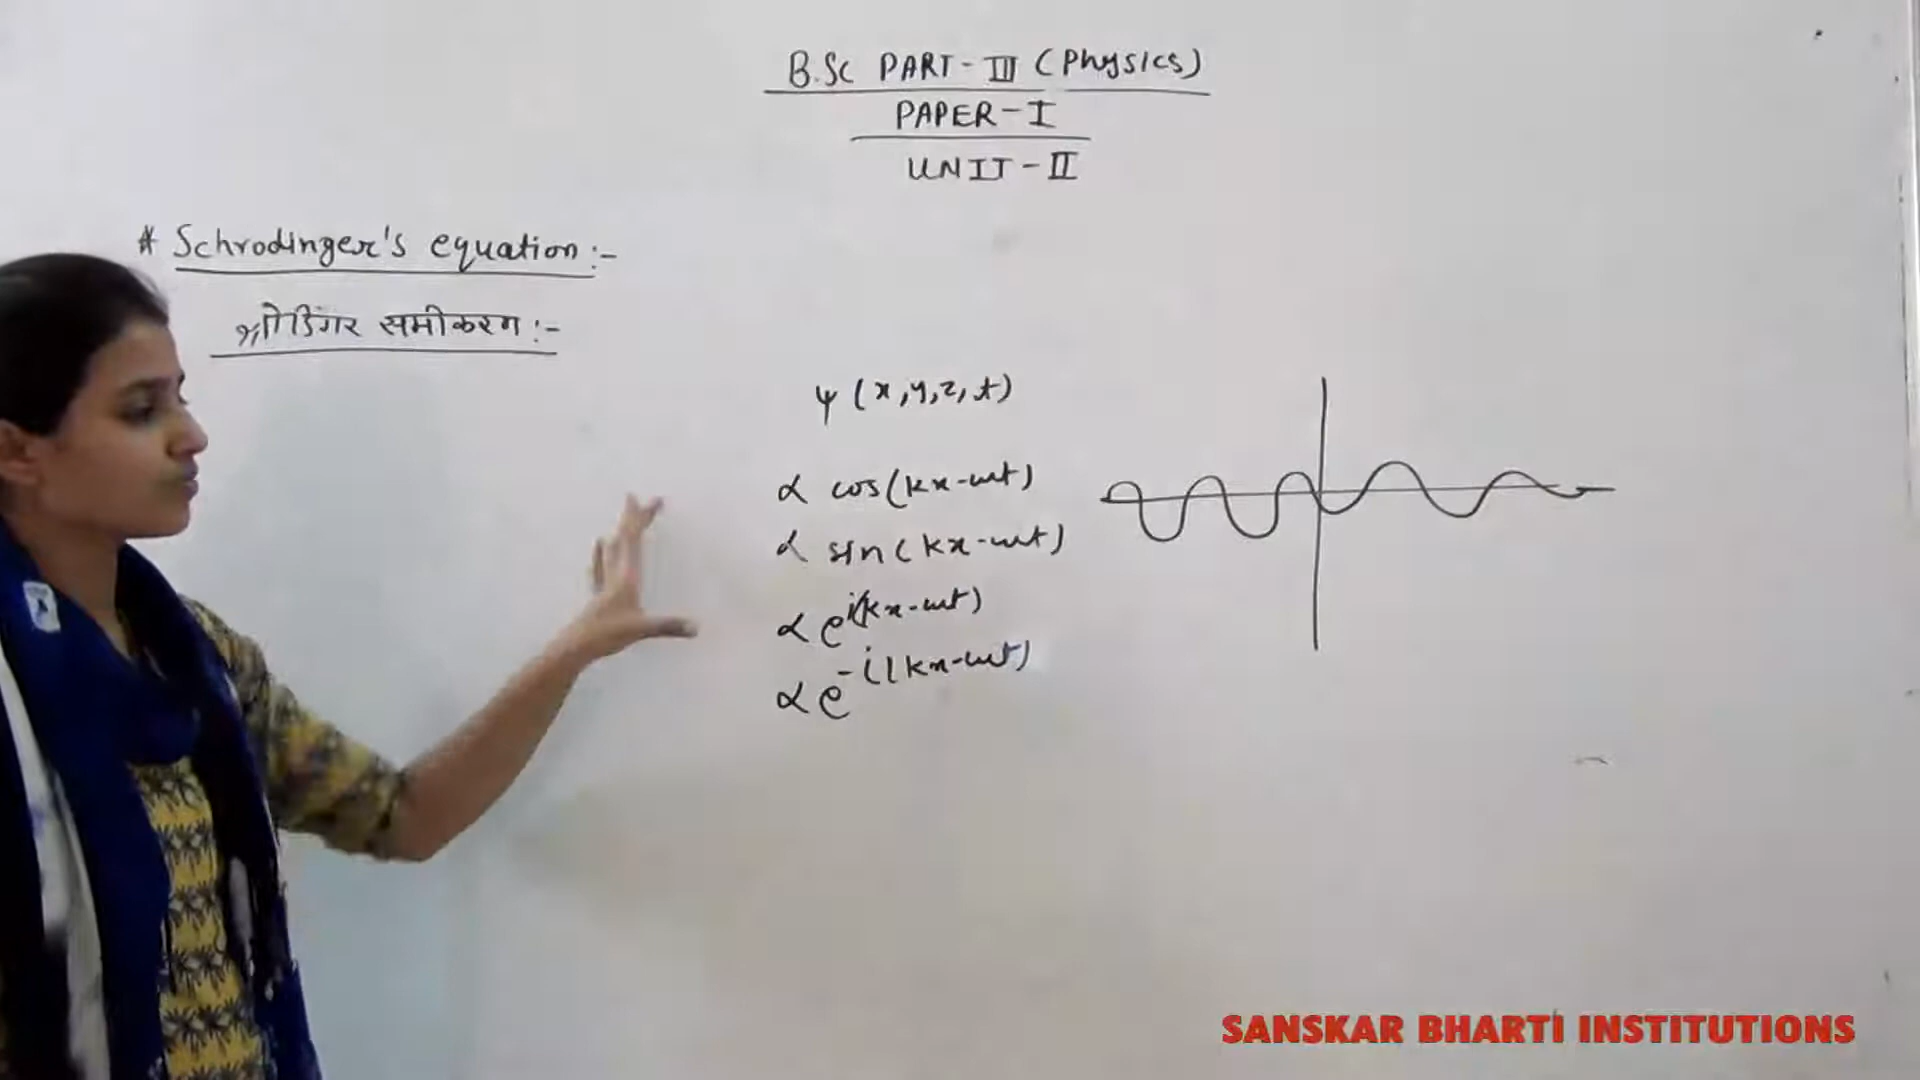 B.Sc PART-III (Physics)
PAPER-I
UNIT-II
* Schrodinger's equation:-
श्रोडिंगर समीकरण:-
ψ (x,y,z,t)
α cos(kx-ωt)
α sin(kx-ωt)
α e^i(kx-ωt)
α e^-i(kx-ωt)
SANSKAR BHARTI INSTITUTIONS